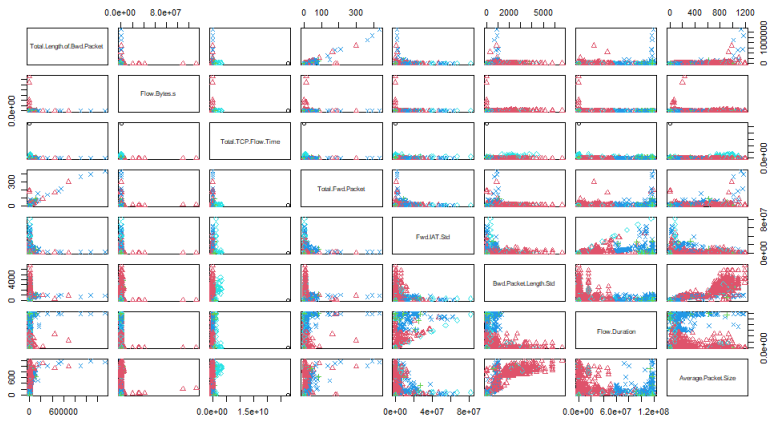 0.0e+00 5.0e+07
0 100 300
0 2000 5000
0 400 800 1200
Total.Length.of.Bwd.Packet
0 1000000
0.0e+00
Flow.Bytes.s
Total.TCP.Flow.Time
0.0e+00
0 300
Total.Fwd.Packet
Fwd.IAT.Std
0e+00 8e+07
0 4000
Bwd.Packet.Length.Std
Flow.Duration
0.0e+00
0 600
Average.Packet.Size
0 600000
0.0e+00 1.5e+10
0e+00 4e+07 8e+07
0.0e+00 6.0e+07 1.2e+08